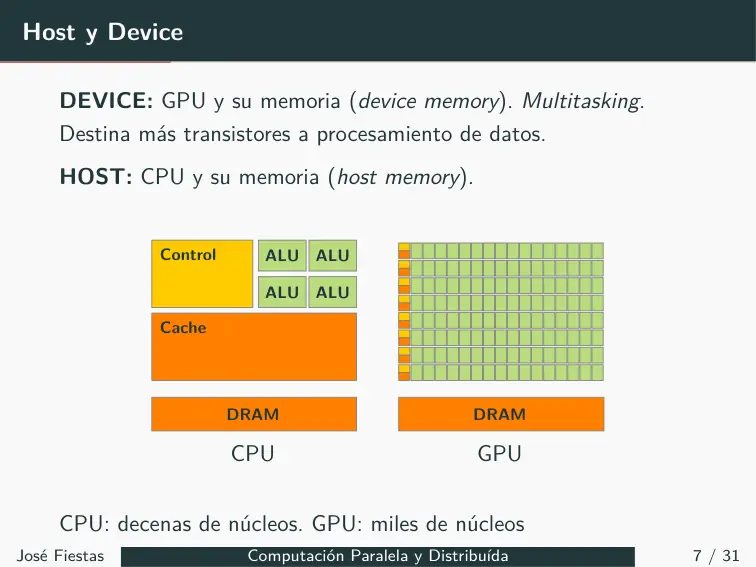 Host y Device
DEVICE: GPU y su memoria (device memory). Multitasking.
Destina más transistores a procesamiento de datos.
HOST: CPU y su memoria (host memory).
Control
ALU ALU
ALU ALU
Cache
DRAM
DRAM
CPU
GPU
CPU: decenas de núcleos. GPU: miles de núcleos
José Fiestas
Computación Paralela y Distribuída
7 / 31